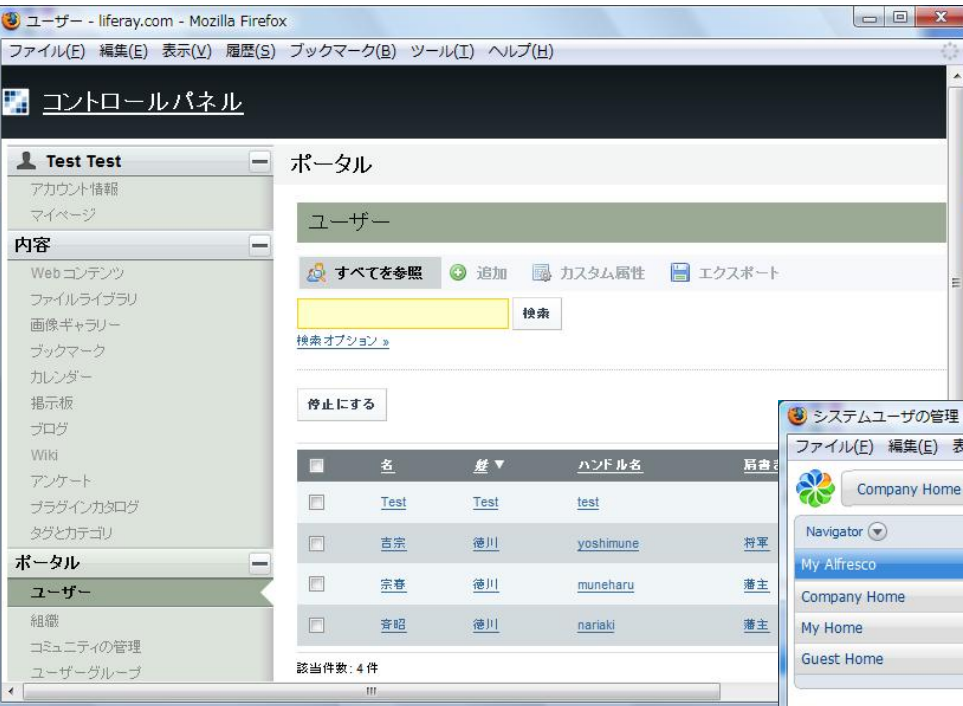 ユーザー - liferay.com - Mozilla Firefox
ファイル(F) 編集(E) 表示(V) 履歴(S) ブックマーク(B) ツール(T) ヘルプ(H)
コントロールパネル
Test Test
アカウント情報
マイページ
内容
Web コンテンツ
ファイルライブラリ
画像ギャラリー
ブックマーク
カレンダー
掲示板
ブログ
Wiki
アンケート
プラグインカタログ
タグとカテゴリ
ポータル
ユーザー
組織
コミュニティの管理
ユーザーグループ
ポータル
ユーザー
すべてを参照 追加 カスタム属性 エクスポート
検索
検索オプション »
停止にする
名 姓 ▼ ハンドル名 肩書き
Test Test test
吉宗 徳川 yoshimune 将軍
宗春 徳川 muneharu 藩主
斉昭 徳川 nariaki 藩主
該当件数: 4 件
システムユーザの管理
ファイル(F) 編集(E) 表
Company Home
Navigator
My Alfresco
Company Home
My Home
Guest Home